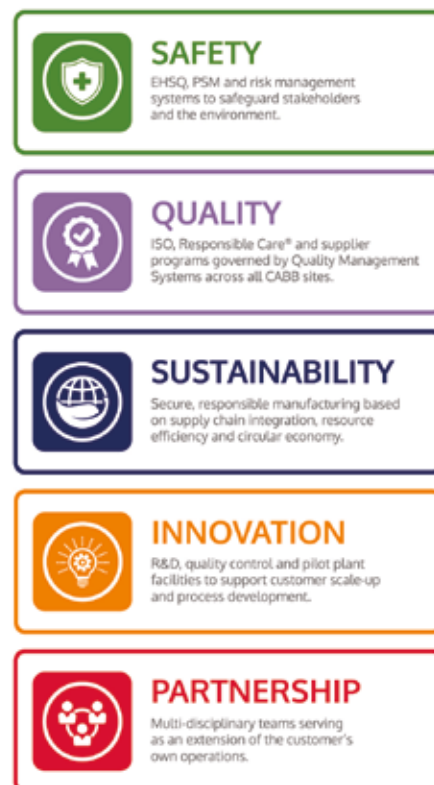 SAFETY
EHSQ, PSM and risk management
systems to safeguard stakeholders
and the environment.
QUALITY
ISO, Responsible Care® and supplier
programs governed by Quality Management
Systems across all CABB sites.
SUSTAINABILITY
Secure, responsible manufacturing based
on supply chain integration, resource
efficiency and circular economy.
INNOVATION
R&D, quality control and pilot plant
facilities to support customer scale-up
and process development.
PARTNERSHIP
Multi-disciplinary teams serving
as an extension of the customer's
own operations.